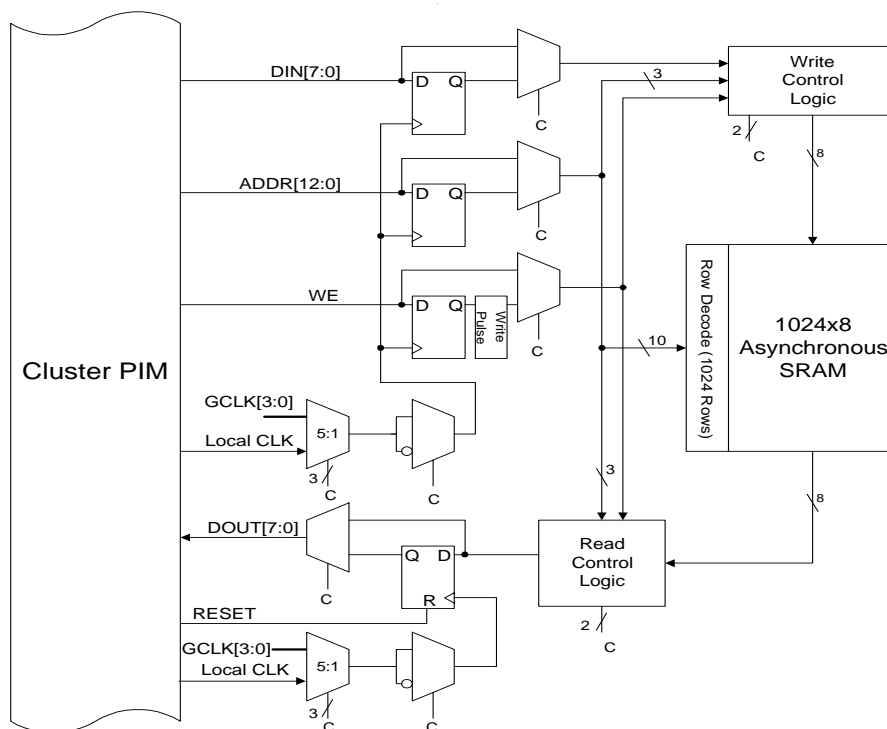 DIN[7:0]
D Q
C
3
Write
Control
Logic
2
C
8
ADDR[12:0]
D Q
C
WE
D Q
Write
Pulse
C
10
Row Decode (1024 Rows)
1024x8
Asynchronous
SRAM
Cluster PIM
GCLK[3:0]
Local CLK
5:1
3
C
C
3
8
DOUT[7:0]
C
Q D
R
Read
Control
Logic
2
C
RESET
GCLK[3:0]
Local CLK
5:1
3
C
C